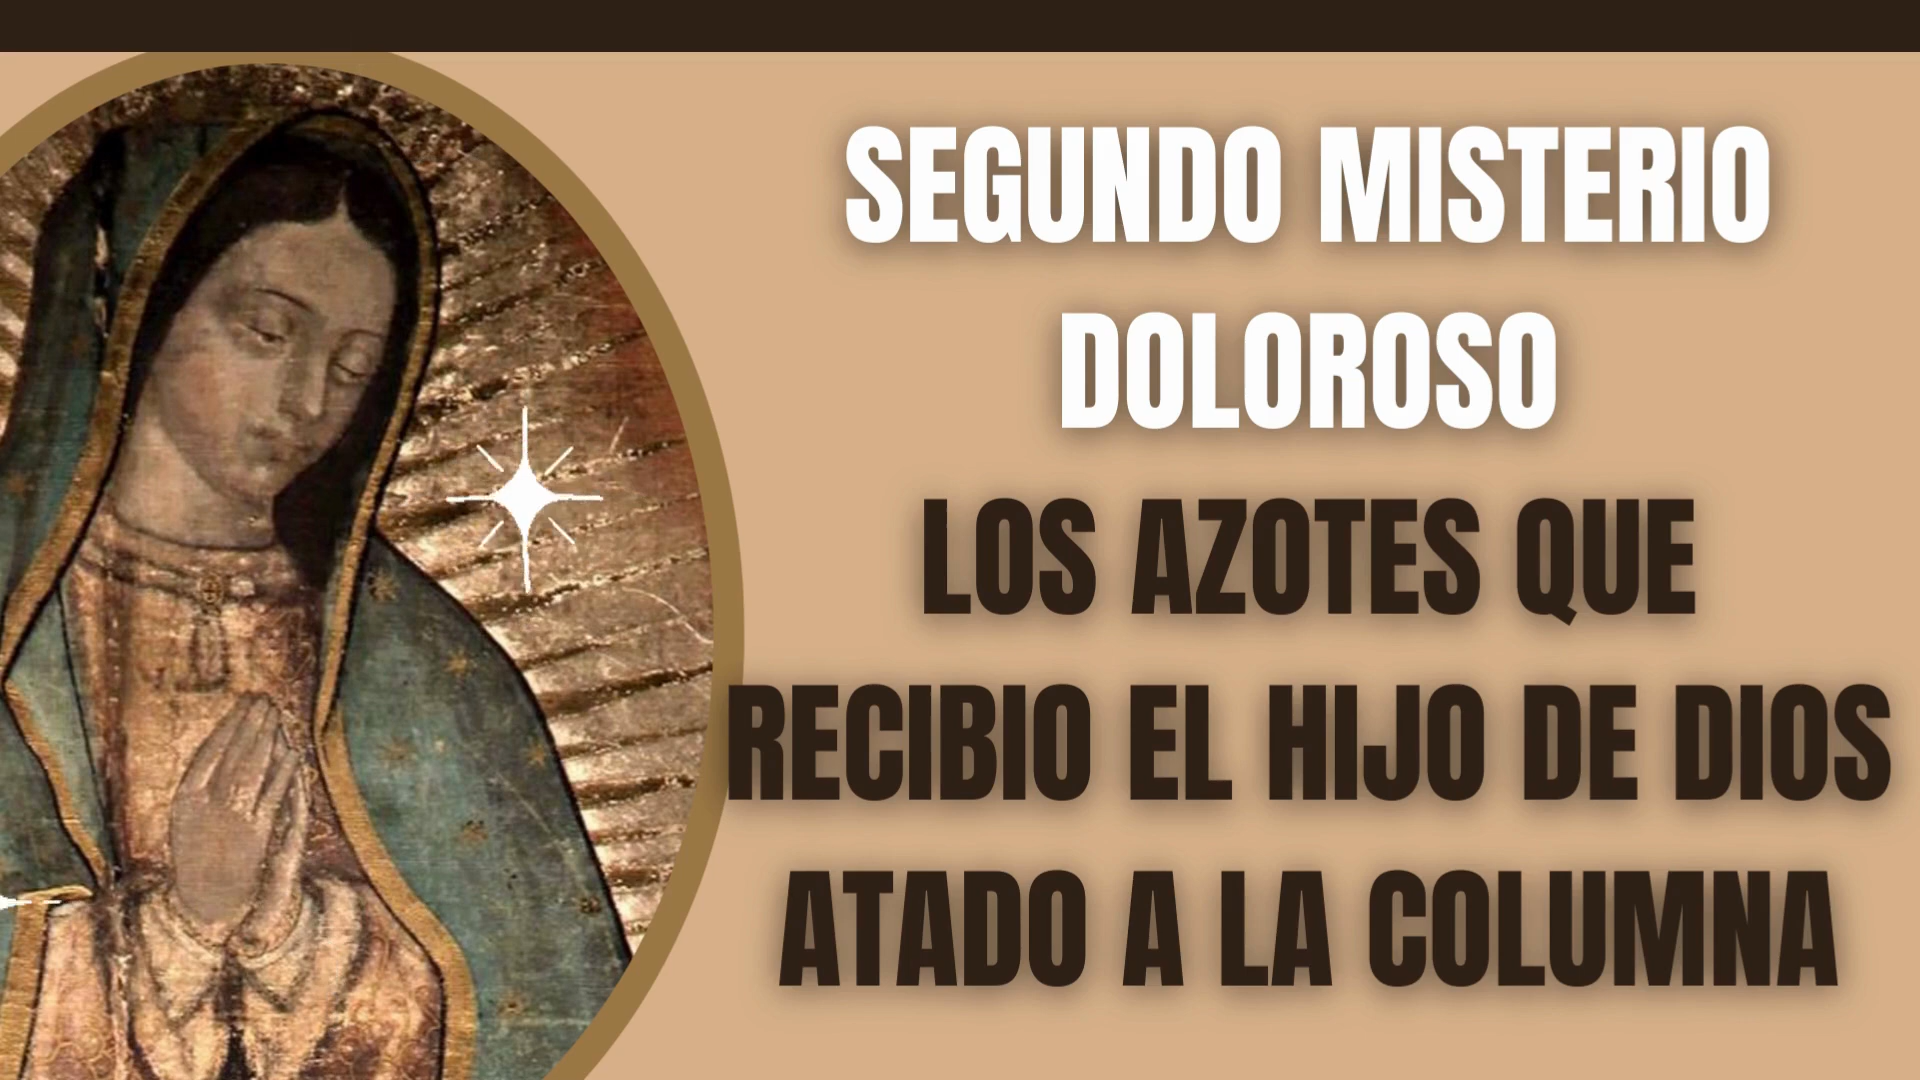 SEGUNDO MISTERIO
DOLOROSO
LOS AZOTES QUE
RECIBIO EL HIJO DE DIOS
ATADO A LA COLUMNA